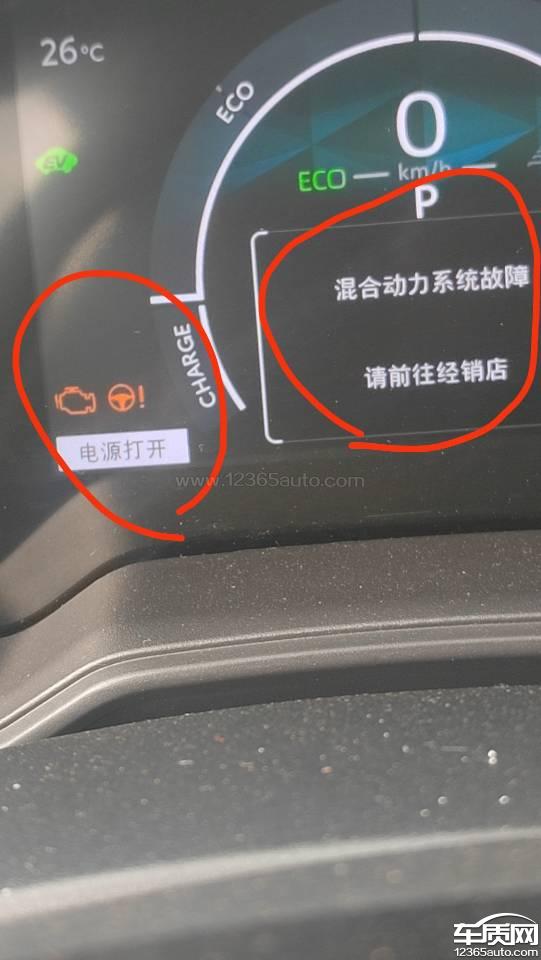 26°C
ECO
0
EV
ECO
km/h
P
混合动力系统故障
请前往经销店
CHARGE
!
电源打开
www.12365auto.com
车质网
12365auto.com